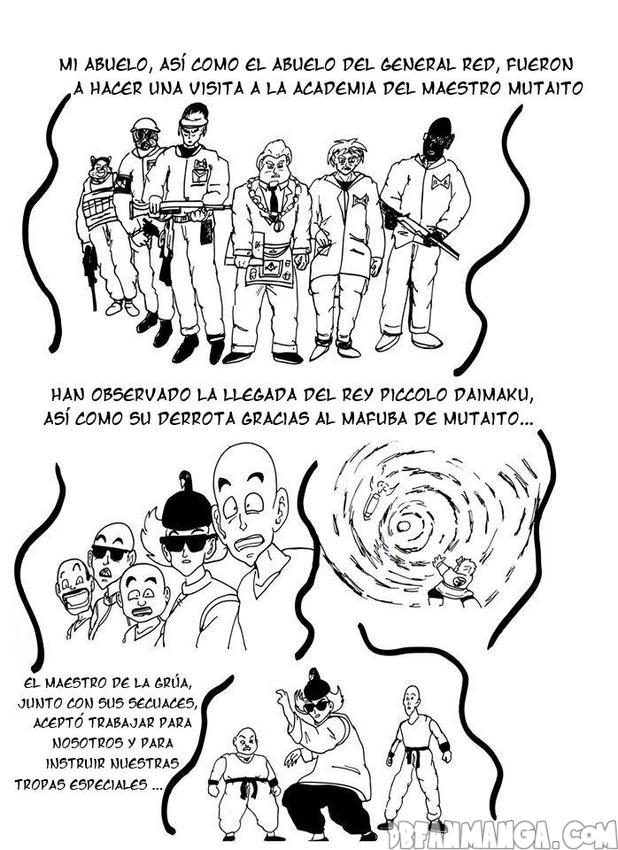 MI ABUELO, ASÍ COMO EL ABUELO DEL GENERAL RED, FUERON
A HACER UNA VISITA A LA ACADEMIA DEL MAESTRO MUTAITO
HAN OBSERVADO LA LLEGADA DEL REY PICCOLO DAIMAKU,
ASÍ COMO SU DERROTA GRACIAS AL MAFUBA DE MUTAITO...
EL MAESTRO DE LA GRÚA,
JUNTO CON SUS SECUACES,
ACEPTÓ TRABAJAR PARA
NOSOTROS Y PARA
INSTRUIR NUESTRAS
TROPAS ESPECIALES ...
DBFANMANGA.COM